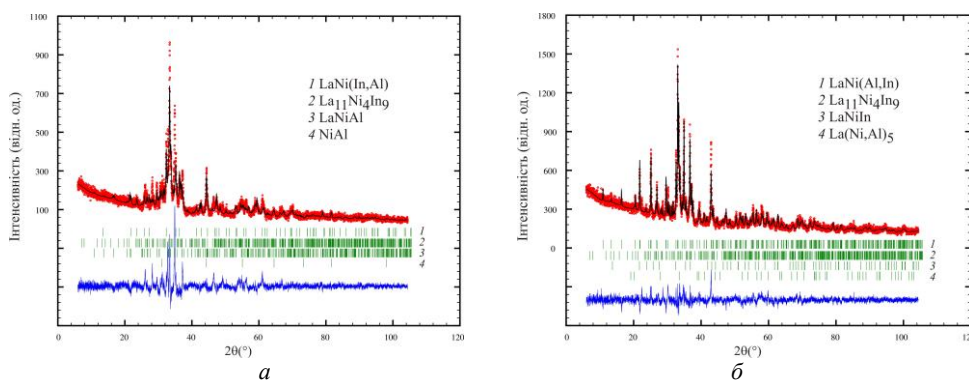 1100
900
700
500
300
100
Інтенсивність (відн. од.)
1 LaNi(In,Al)
2 La11Ni4In9
3 LaNiAl
4 NiAl
1
2
3
4
0 20 40 60 80 100 120
2θ(°)
а
1800
1500
1200
900
600
300
0
Інтенсивність (відн. од.)
1 LaNi(Al,In)
2 La11Ni4In9
3 LaNiIn
4 La(Ni,Al)5
1
2
3
4
0 20 40 60 80 100 120
2θ(°)
б